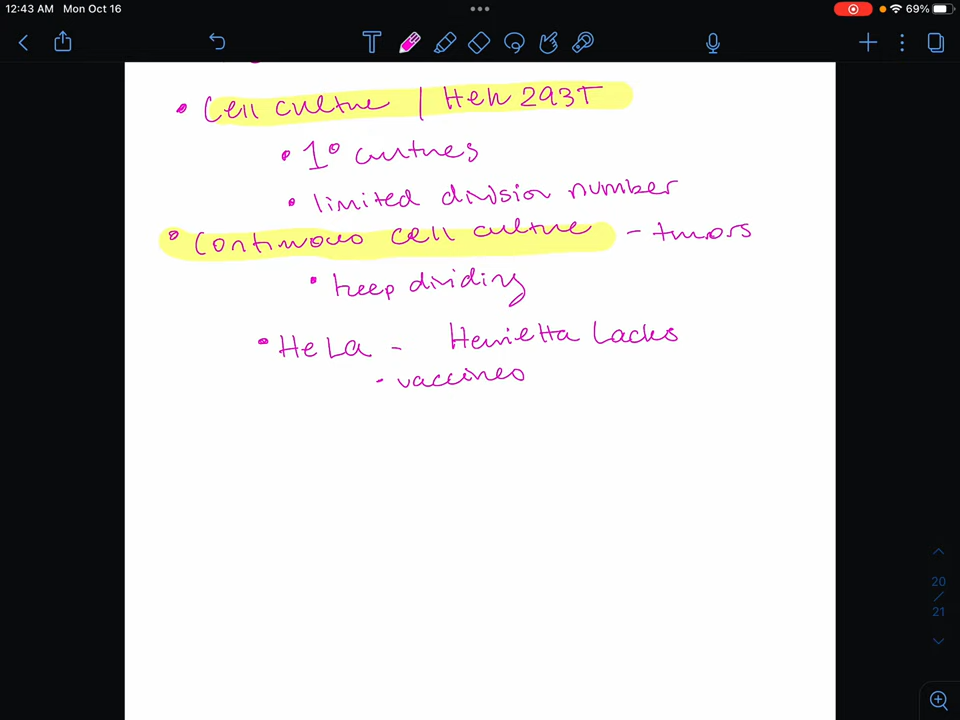 12:43 AM Mon Oct 16
69%
• Cell culture | Hek 293T
• 1° cultures
• limited division number
• Continuous cell culture - tumors
• keep dividing
• HeLa - Henrietta Lacks
- vaccines
20
/
21